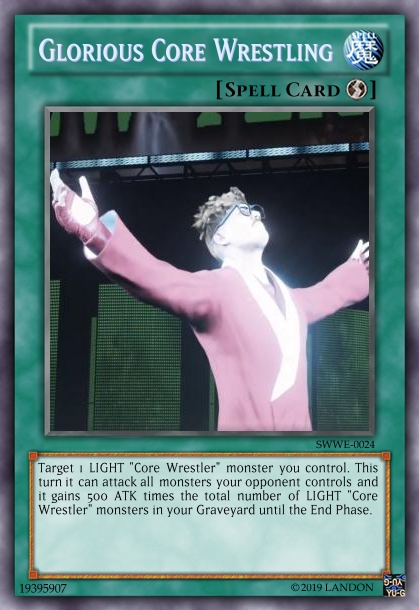 GLORIOUS CORE WRESTLING
魔
[SPELL CARD]
SWWE-0024
Target 1 LIGHT "Core Wrestler" monster you control. This
turn it can attack all monsters your opponent controls and
it gains 500 ATK times the total number of LIGHT "Core
Wrestler" monsters in your Graveyard until the End Phase.
19395907
©2019 LANDON
YU-G